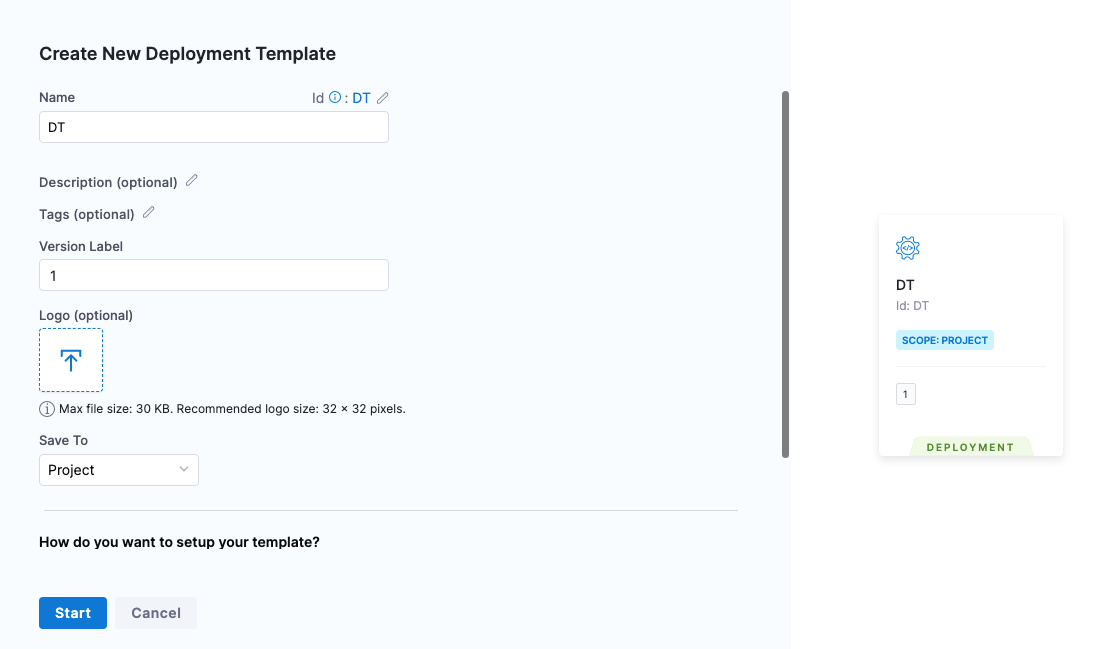 Create New Deployment Template
Name
Id : DT
DT
Description (optional)
Tags (optional)
Version Label
1
Logo (optional)
Max file size: 30 KB. Recommended logo size: 32 × 32 pixels.
Save To
Project
How do you want to setup your template?
Start Cancel
DT
Id: DT
SCOPE: PROJECT
1
DEPLOYMENT